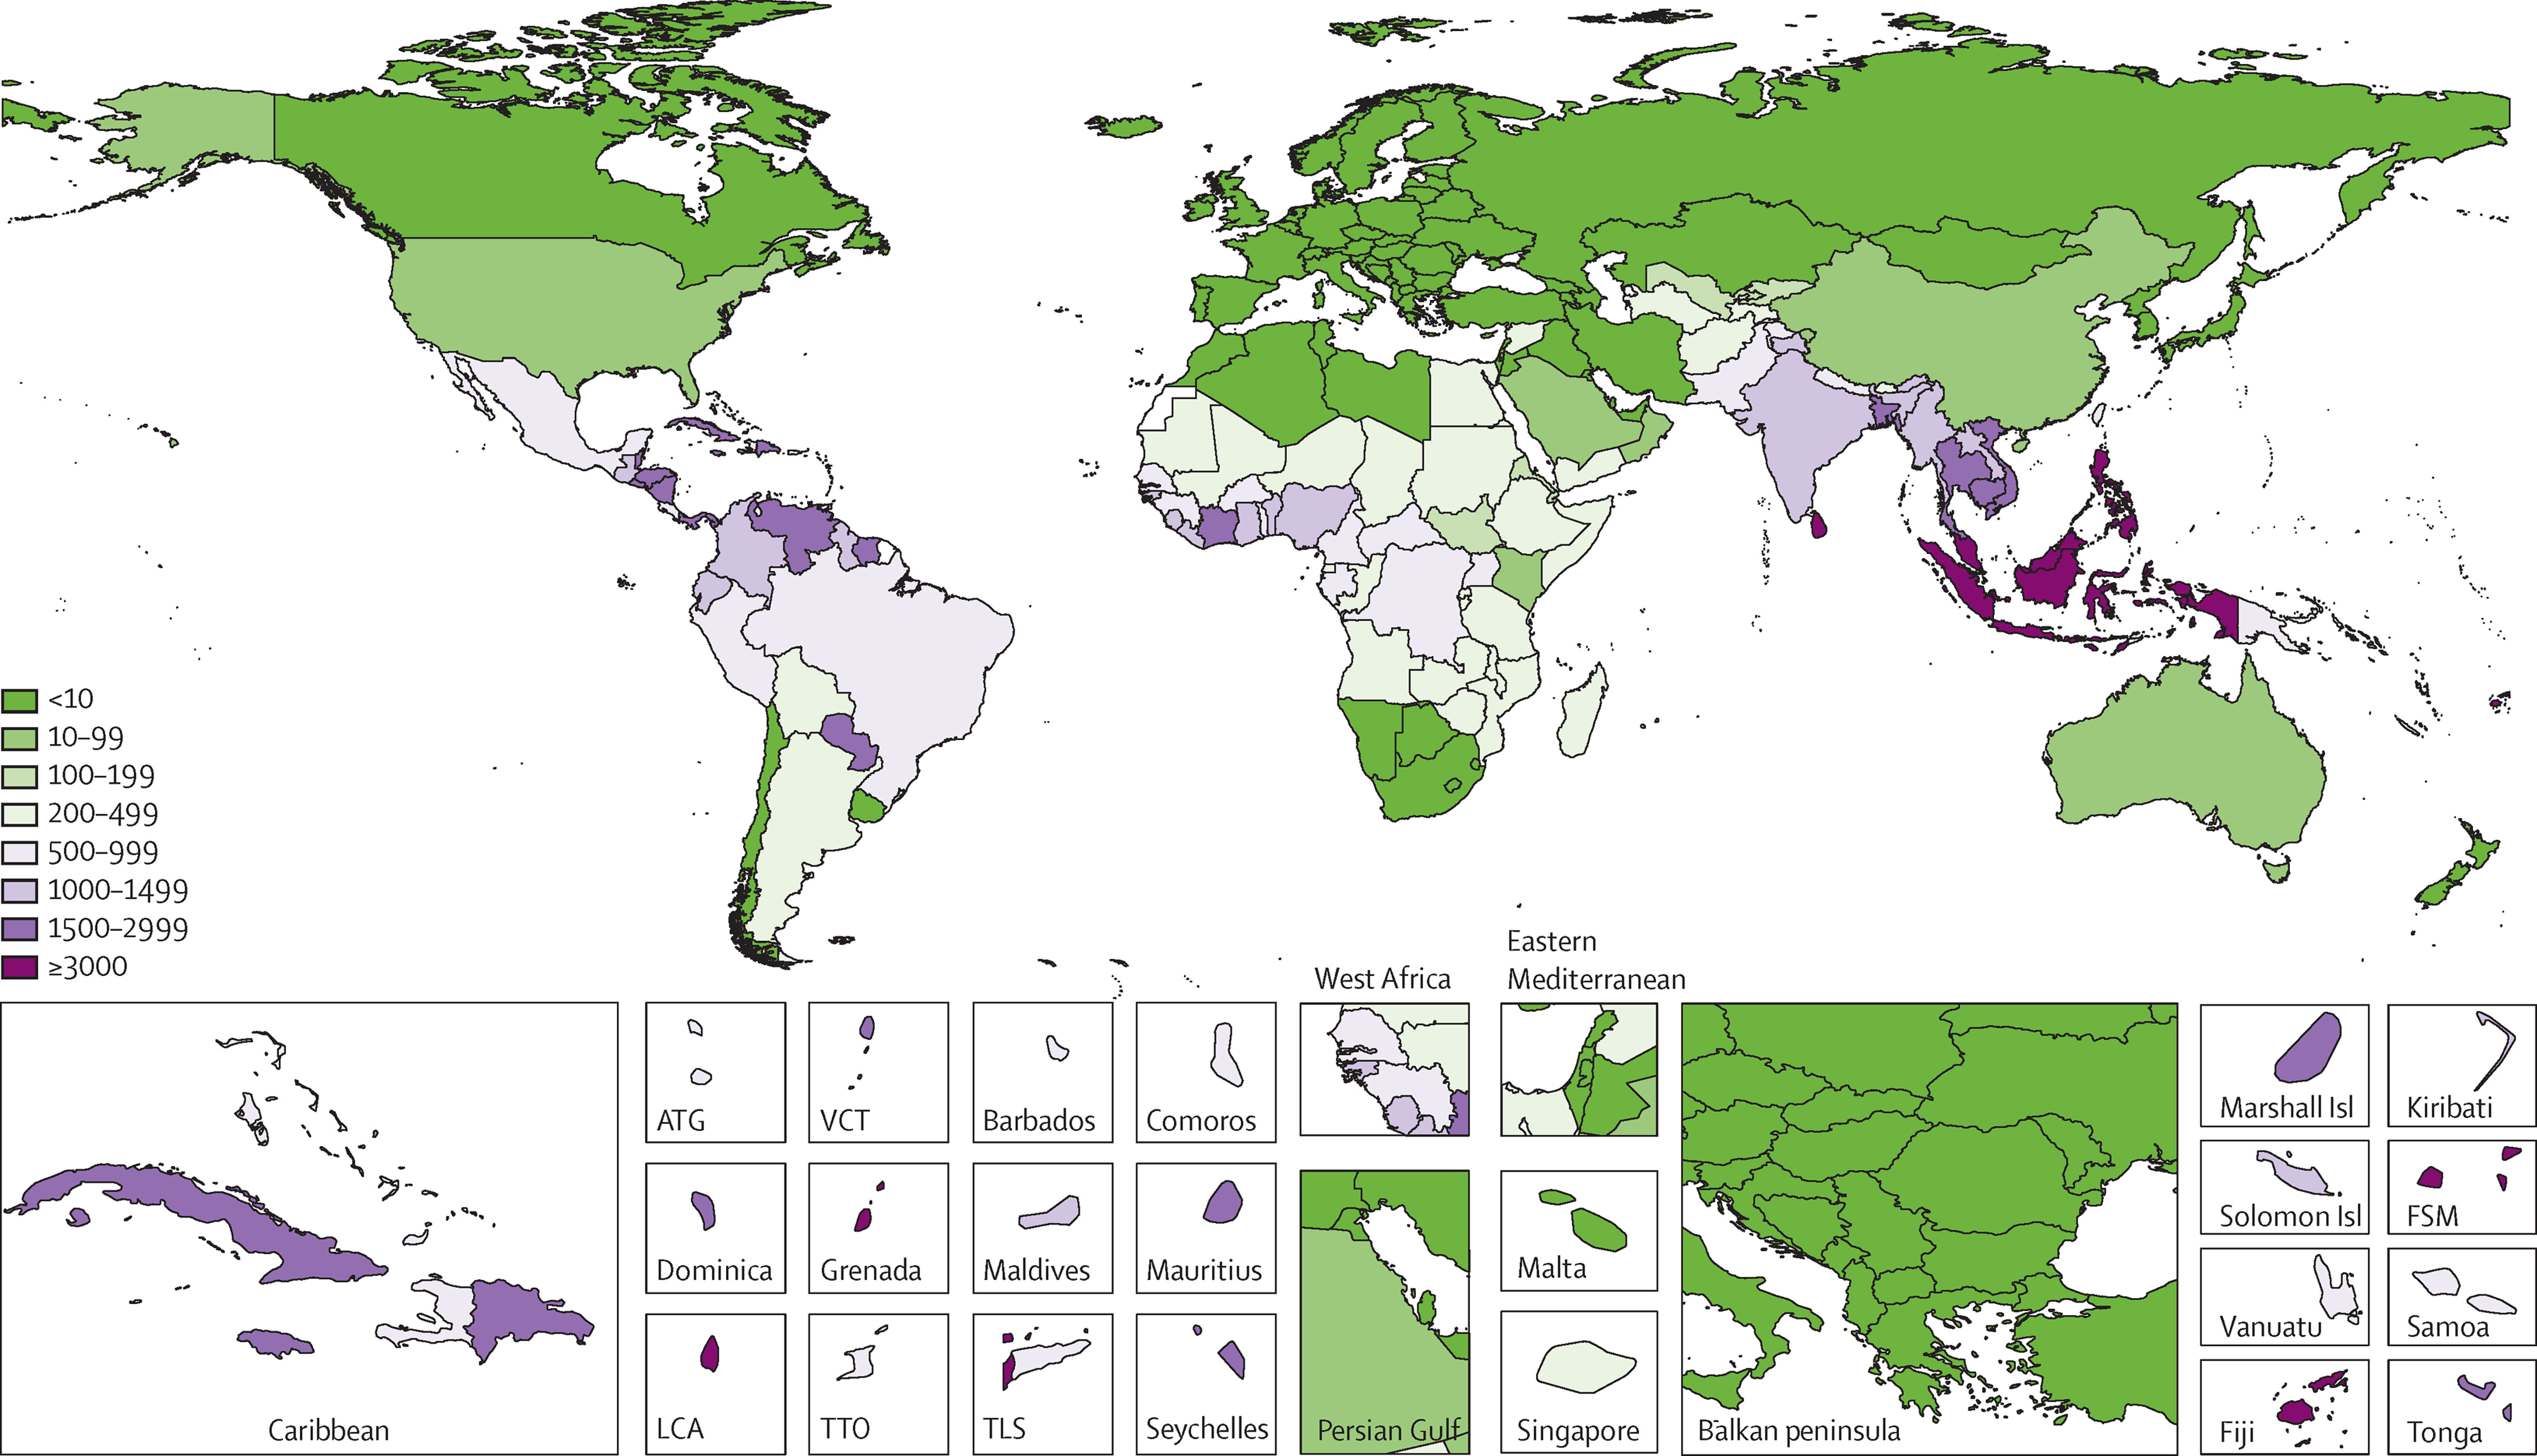 <10
10–99
100–199
200–499
500–999
1000–1499
1500–2999
≥3000
West Africa
Eastern
Mediterranean
Caribbean
ATG
VCT
Barbados
Comoros
Dominica
Grenada
Maldives
Mauritius
LCA
TTO
TLS
Seychelles
Persian Gulf
Malta
Singapore
Balkan peninsula
Marshall Isl
Kiribati
Solomon Isl
FSM
Vanuatu
Samoa
Fiji
Tonga